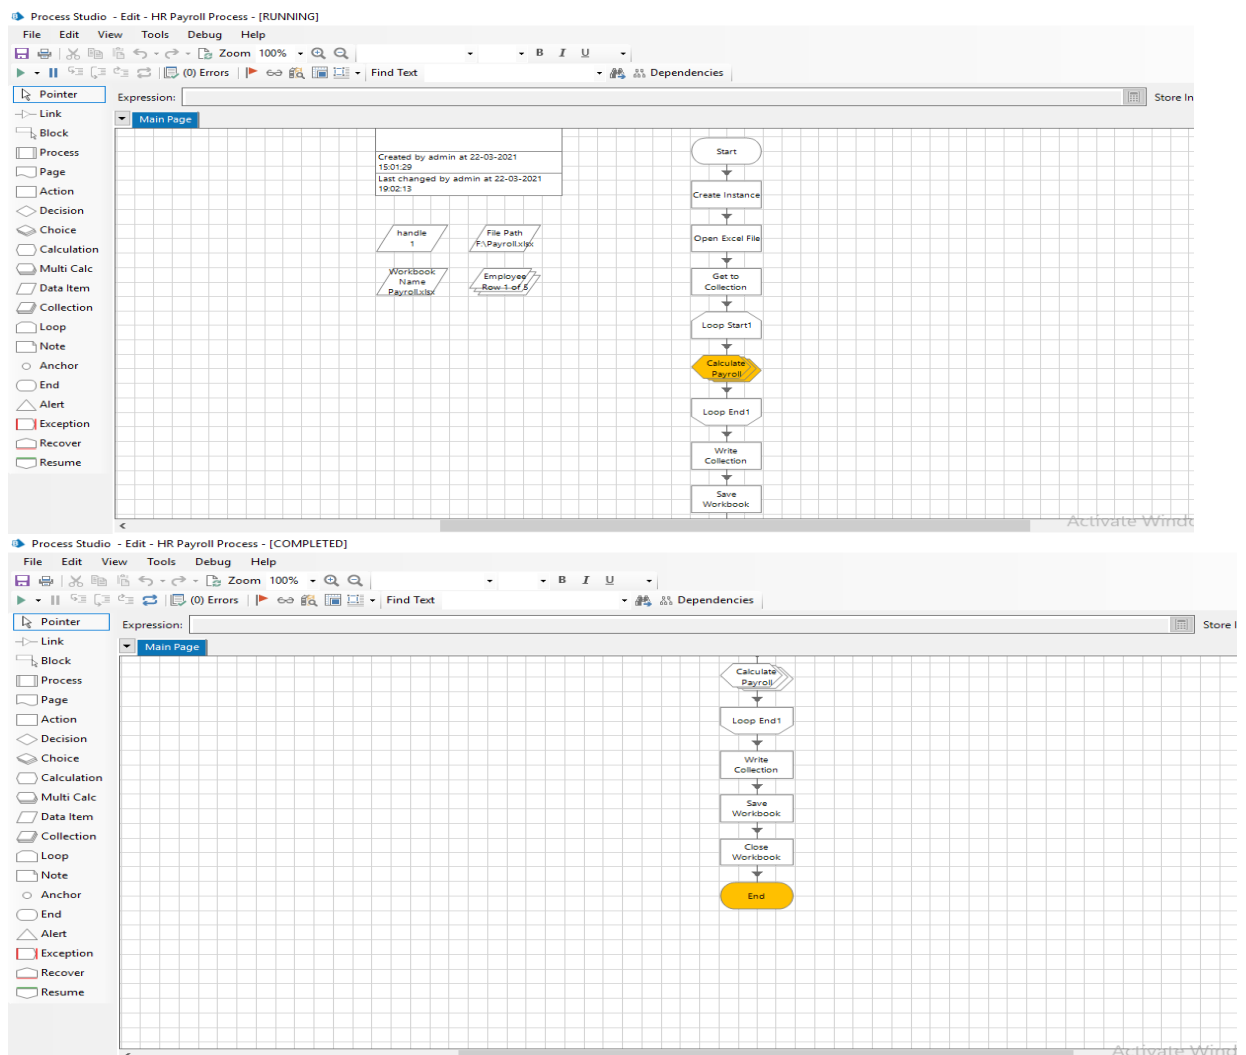 Process Studio - Edit - HR Payroll Process - [RUNNING]
File Edit View Tools Debug Help
Zoom 100% B I U
(0) Errors Find Text Dependencies
Pointer
Link
Block
Process
Page
Action
Decision
Choice
Calculation
Multi Calc
Data Item
Collection
Loop
Note
Anchor
End
Alert
Exception
Recover
Resume
Expression: Store In
Main Page
Created by admin at 22-03-2021
15:01:29
Last changed by admin at 22-03-2021
19:02:13
handle
1
File Path
F:\Payroll.xlsx
Workbook
Name
Payroll.xlsx
Employee
Row 1 of 5
Start
Create Instance
Open Excel File
Get to
Collection
Loop Start1
Calculate
Payroll
Loop End1
Write
Collection
Save
Workbook
Activate Windo
Process Studio - Edit - HR Payroll Process - [COMPLETED]
File Edit View Tools Debug Help
Zoom 100% B I U
(0) Errors Find Text Dependencies
Pointer
Link
Block
Process
Page
Action
Decision
Choice
Calculation
Multi Calc
Data Item
Collection
Loop
Note
Anchor
End
Alert
Exception
Recover
Resume
Expression: Store I
Main Page
Calculate
Payroll
Loop End1
Write
Collection
Save
Workbook
Close
Workbook
End
Activate Wind